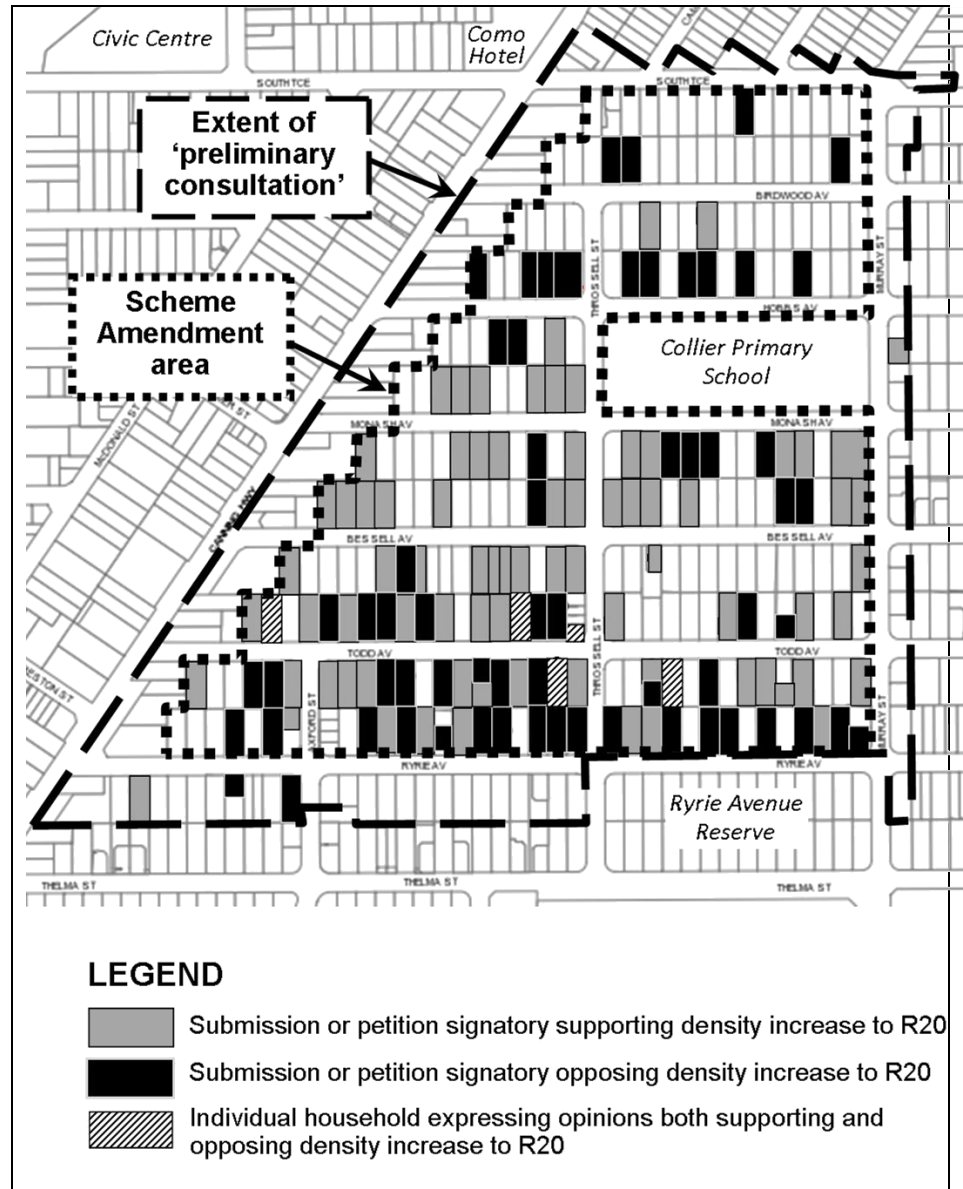 Civic Centre
Como
Hotel
SOUTH TCE
SOUTH TCE
Extent of
‘preliminary
consultation’
BIRDWOOD AV
THROSSELL ST
MURRAY ST
HOBBS AV
Scheme
Amendment
area
Collier Primary
School
MONASH AV
MONASH AV
McDONALD ST
CANNING HWY
BESSELL AV
BESSELL AV
THROSSELL ST
TODD AV
TODD AV
MURRAY ST
RYRIE AV
RYRIE AV
Ryrie Avenue
Reserve
THELMA ST
THELMA ST
THELMA ST
LEGEND
Submission or petition signatory supporting density increase to R20
Submission or petition signatory opposing density increase to R20
Individual household expressing opinions both supporting and
opposing density increase to R20